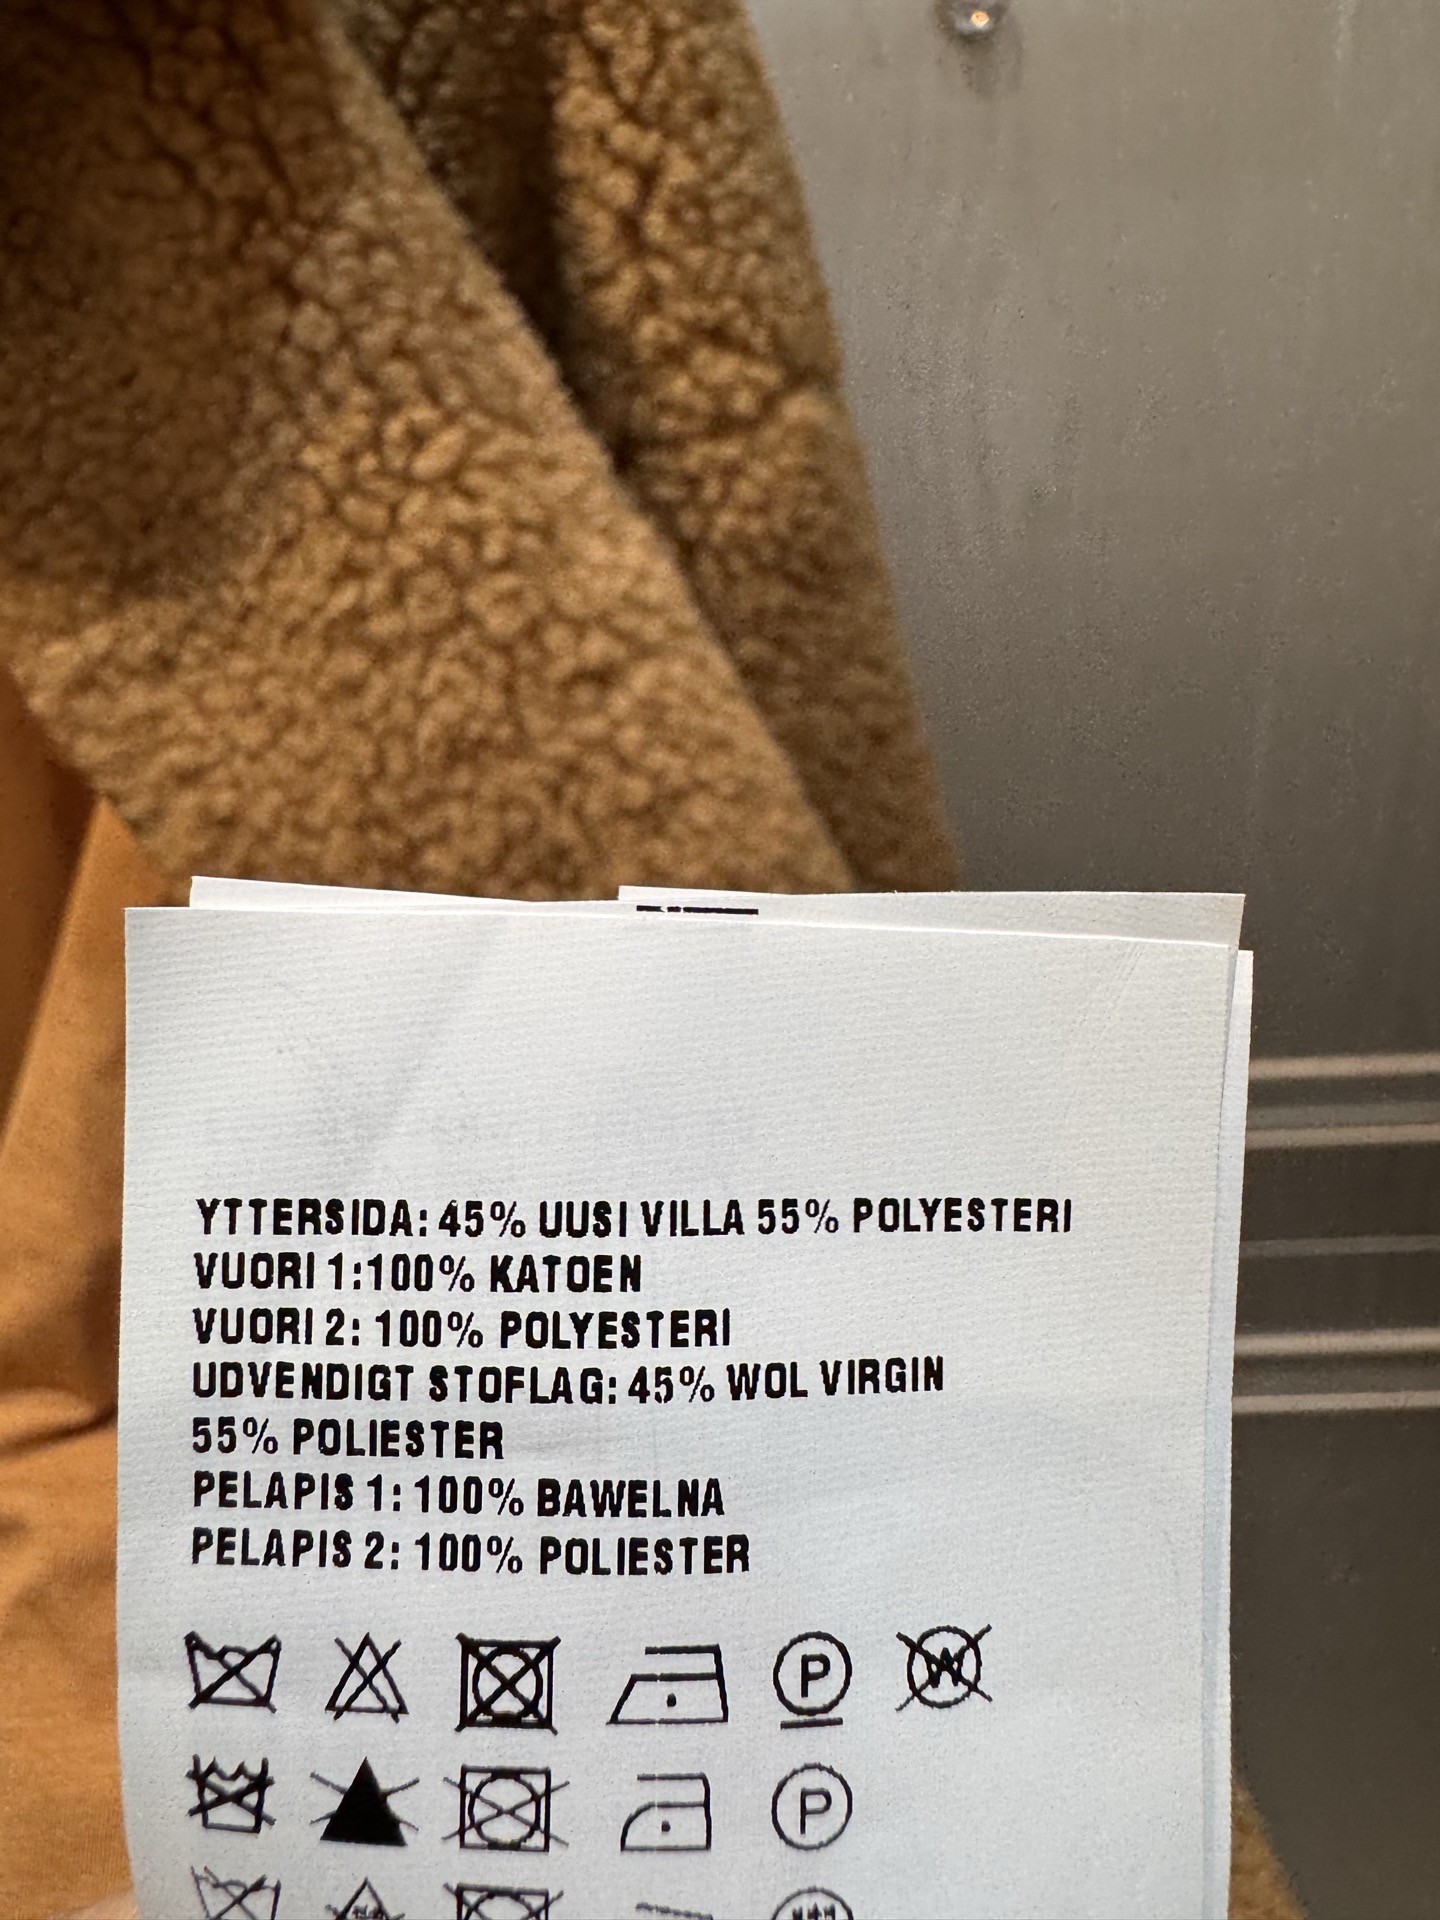 YTTERSIDA: 45% UUSI VILLA 55% POLYESTERI
VUORI 1:100% KATOEN
VUORI 2: 100% POLYESTERI
UDVENDIGT STOFLAG: 45% WOL VIRGIN
55% POLIESTER
PELAPIS 1: 100% BAWELNA
PELAPIS 2: 100% POLIESTER
P W
P